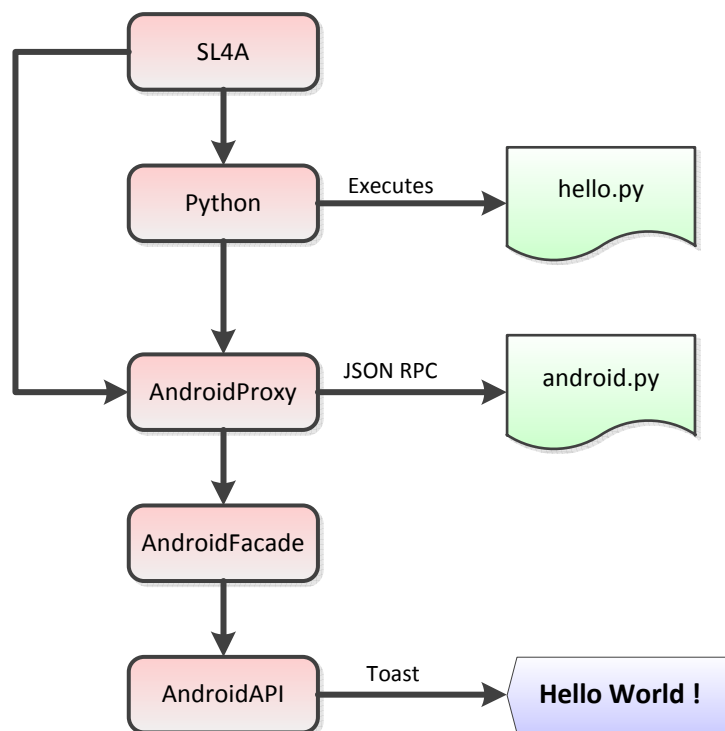 SL4A
Python
Executes
hello.py
AndroidProxy
JSON RPC
android.py
AndroidFacade
AndroidAPI
Toast
Hello World !